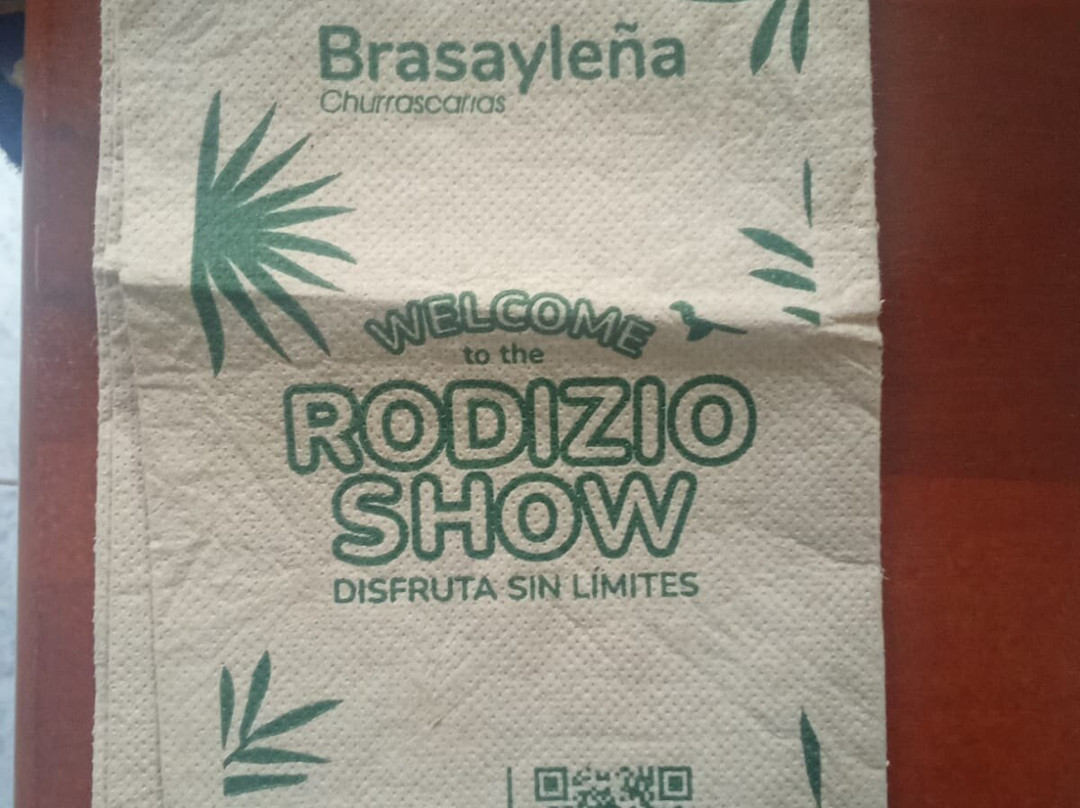 Brasayleña
Churrascarias
WELCOME
to the
RODIZIO
SHOW
DISFRUTA SIN LÍMITES